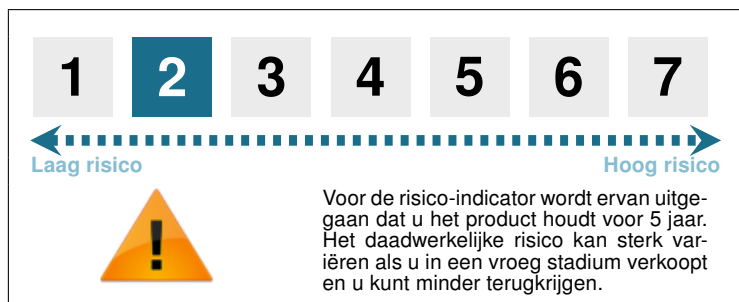 1 2 3 4 5 6 7
Laag risico Hoog risico
!
Voor de risico-indicator wordt ervan uitge-
gaan dat u het product houdt voor 5 jaar.
Het daadwerkelijke risico kan sterk var-
iëren als u in een vroeg stadium verkoopt
en u kunt minder terugkrijgen.